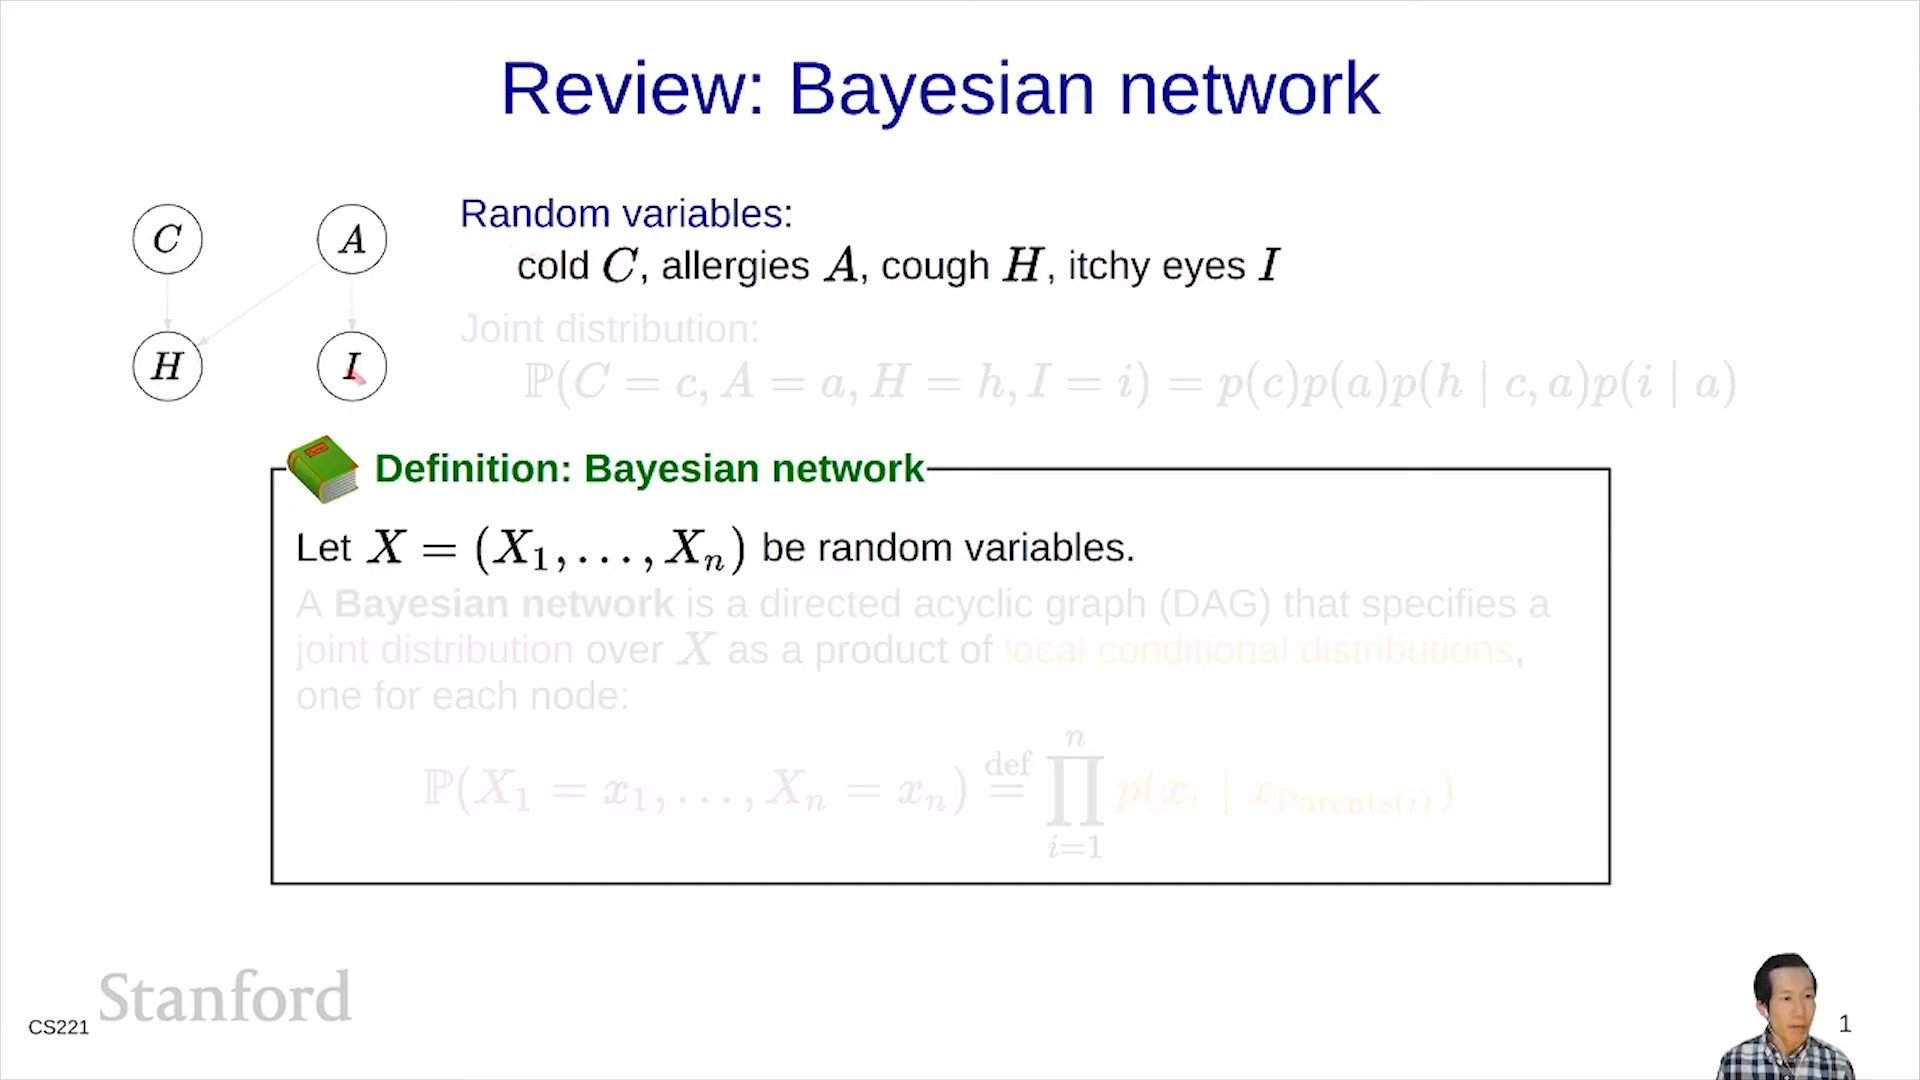 Review: Bayesian network
C A
Random variables:
cold C, allergies A, cough H, itchy eyes I
Joint distribution:
H I
ℙ(C = c, A = a, H = h, I = i) = p(c)p(a)p(h | c, a)p(i | a)
Definition: Bayesian network
Let X = (X₁, . . . , Xₙ) be random variables.
A Bayesian network is a directed acyclic graph (DAG) that specifies a
joint distribution over X as a product of local conditional distributions,
one for each node:
ℙ(X₁ = x₁, . . . , Xₙ = xₙ) def= ∏ⁿᵢ₌₁ p(xᵢ | x_Parents(i))
Stanford
CS221
1